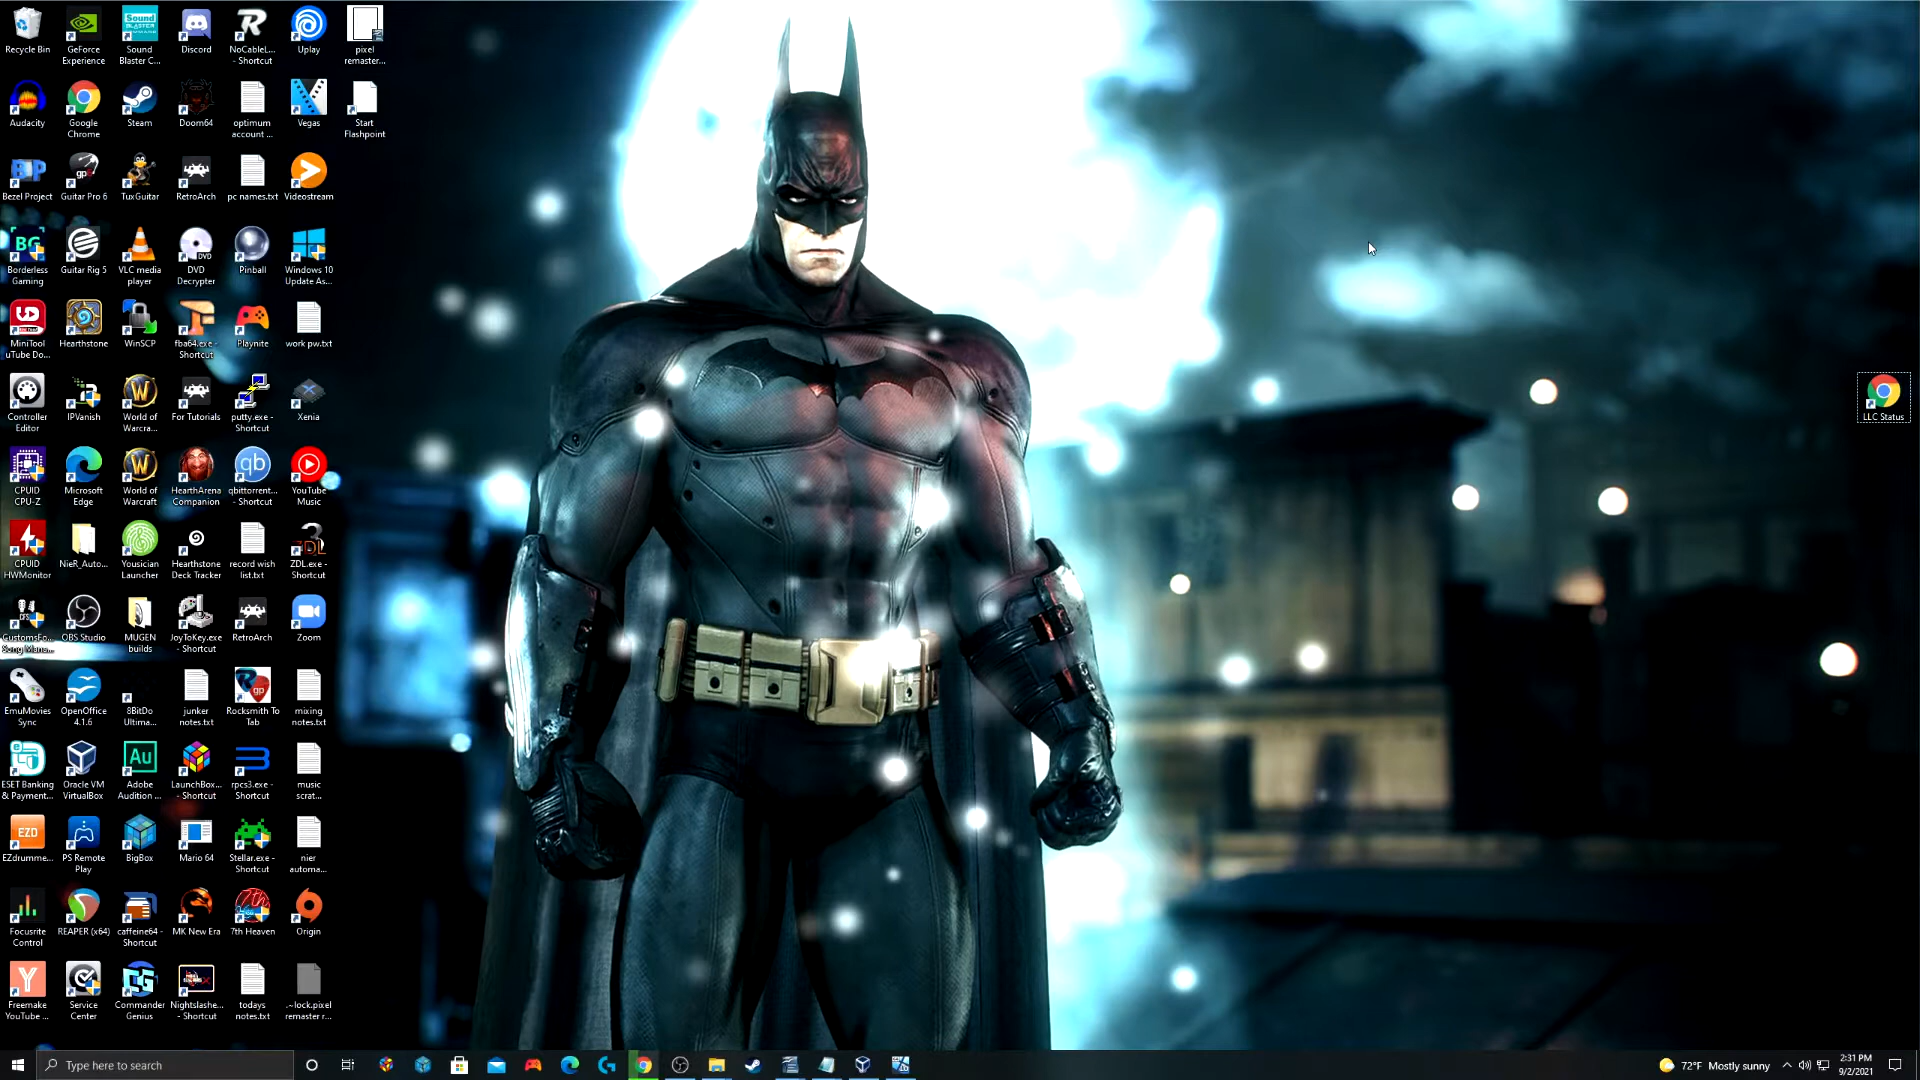 Recycle Bin
GeForce
Experience
Sound
Blaster C...
Discord
NoCableL...
- Shortcut
Uplay
pixel
remaster...
Audacity
Google
Chrome
Steam
Doom64
optimum
account ...
Vegas
Start
Flashpoint
Bezel Project
Guitar Pro 6
TuxGuitar
RetroArch
pc names.txt
Videostream
Borderless
Gaming
Guitar Rig 5
VLC media
player
DVD
Decrypter
Pinball
Windows 10
Update As...
MiniTool
uTube Do...
Hearthstone
WinSCP
fba64.exe -
Shortcut
Playnite
work pw.txt
Controller
Editor
IPVanish
World of
Warcra...
For Tutorials
putty.exe -
Shortcut
Xenia
LLC Status
CPUID
CPU-Z
Microsoft
Edge
World of
Warcraft
HearthArena
Companion
qbittorrent...
- Shortcut
YouTube
Music
CPUID
HWMonitor
NieR_Auto...
Yousician
Launcher
Hearthstone
Deck Tracker
record wish
list.txt
ZDL.exe -
Shortcut
CustomsFo...
Song Mana...
OBS Studio
MUGEN
builds
JoyToKey.exe
- Shortcut
RetroArch
Zoom
EmuMovies
Sync
OpenOffice
4.1.6
8BitDo
Ultima...
junker
notes.txt
Rocksmith To
Tab
mixing
notes.txt
ESET Banking
& Payment...
Oracle VM
VirtualBox
Adobe
Audition ...
LaunchBox...
- Shortcut
rpcs3.exe -
Shortcut
music
scrat...
EZdrumme...
PS Remote
Play
BigBox
Mario 64
Stellar.exe -
Shortcut
nier
automa...
Focusrite
Control
REAPER (x64)
caffeine64 -
Shortcut
MK New Era
7th Heaven
Origin
Freemake
YouTube ...
Service
Center
Commander
Genius
Nightslashe...
- Shortcut
todays
notes.txt
.~lock.pixel
remaster r...
Type here to search
72°F Mostly sunny
2:31 PM
9/2/2021